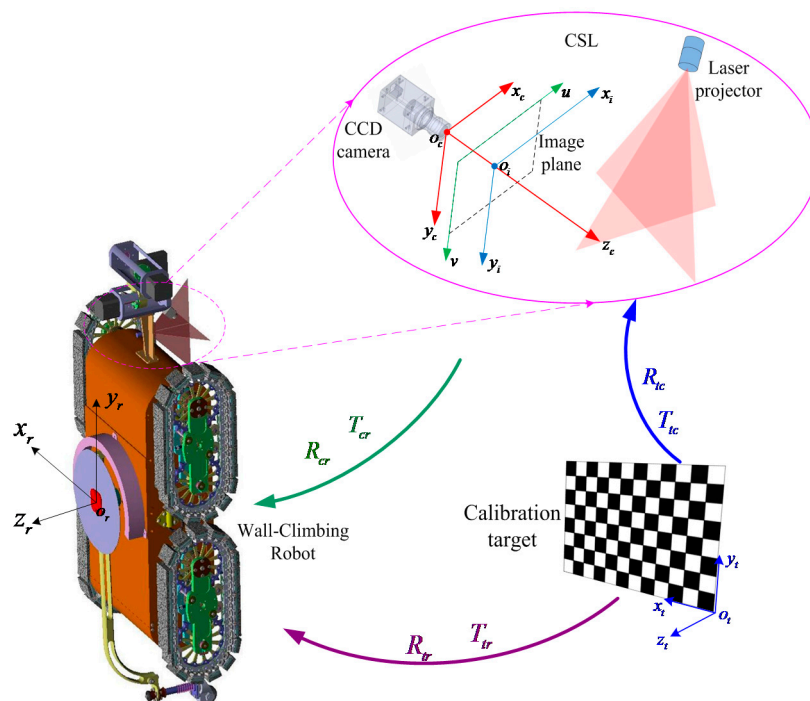 CSL
Laser
projector
CCD
camera
x_c
u
x_i
o_c
Image
plane
o_i
y_c
v
y_i
z_c
R_tc
T_tc
y_r
x_r
z_r
o_r
T_cr
R_cr
Wall-Climbing
Robot
Calibration
target
y_t
x_t
o_t
z_t
R_tr
T_tr